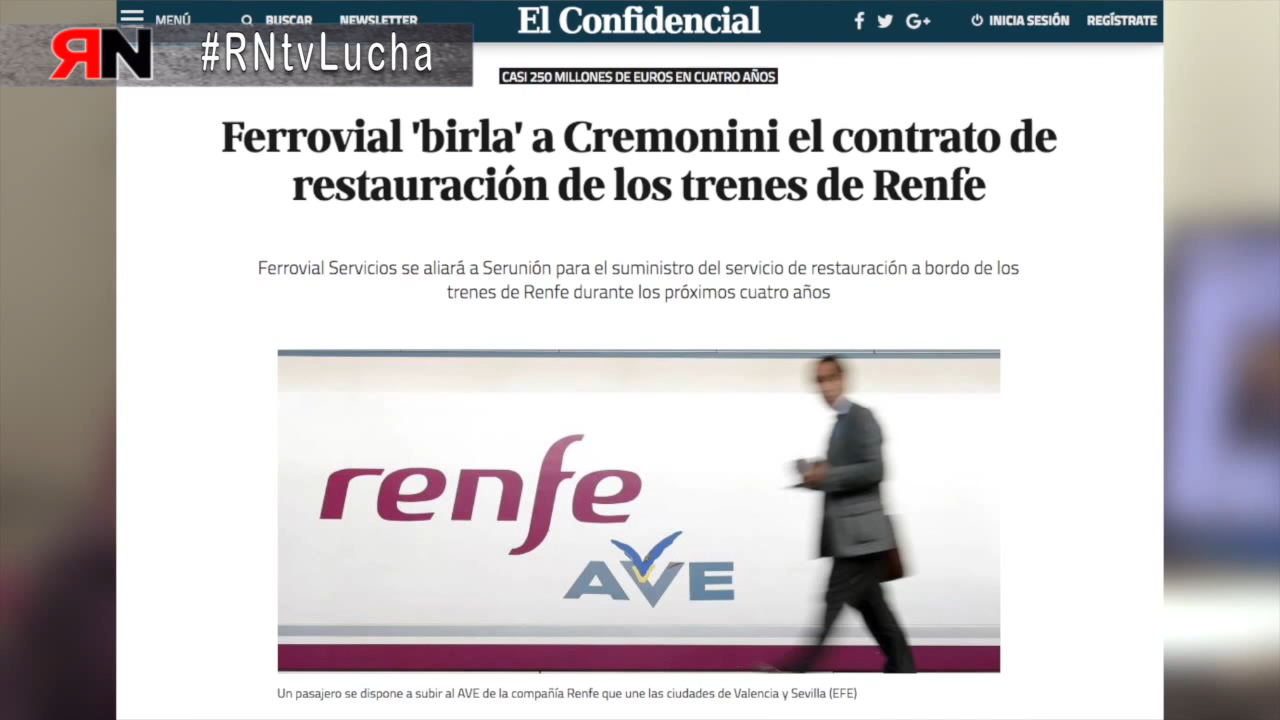 MENÚ BUSCAR NEWSLETTER El Confidencial INICIA SESIÓN REGÍSTRATE
RN #RNtvLucha
CASI 250 MILLONES DE EUROS EN CUATRO AÑOS
Ferrovial 'birla' a Cremonini el contrato de
restauración de los trenes de Renfe
Ferrovial Servicios se aliará a Serunión para el suministro del servicio de restauración a bordo de los
trenes de Renfe durante los próximos cuatro años
renfe
AVE
Un pasajero se dispone a subir al AVE de la compañía Renfe que une las ciudades de Valencia y Sevilla (EFE)